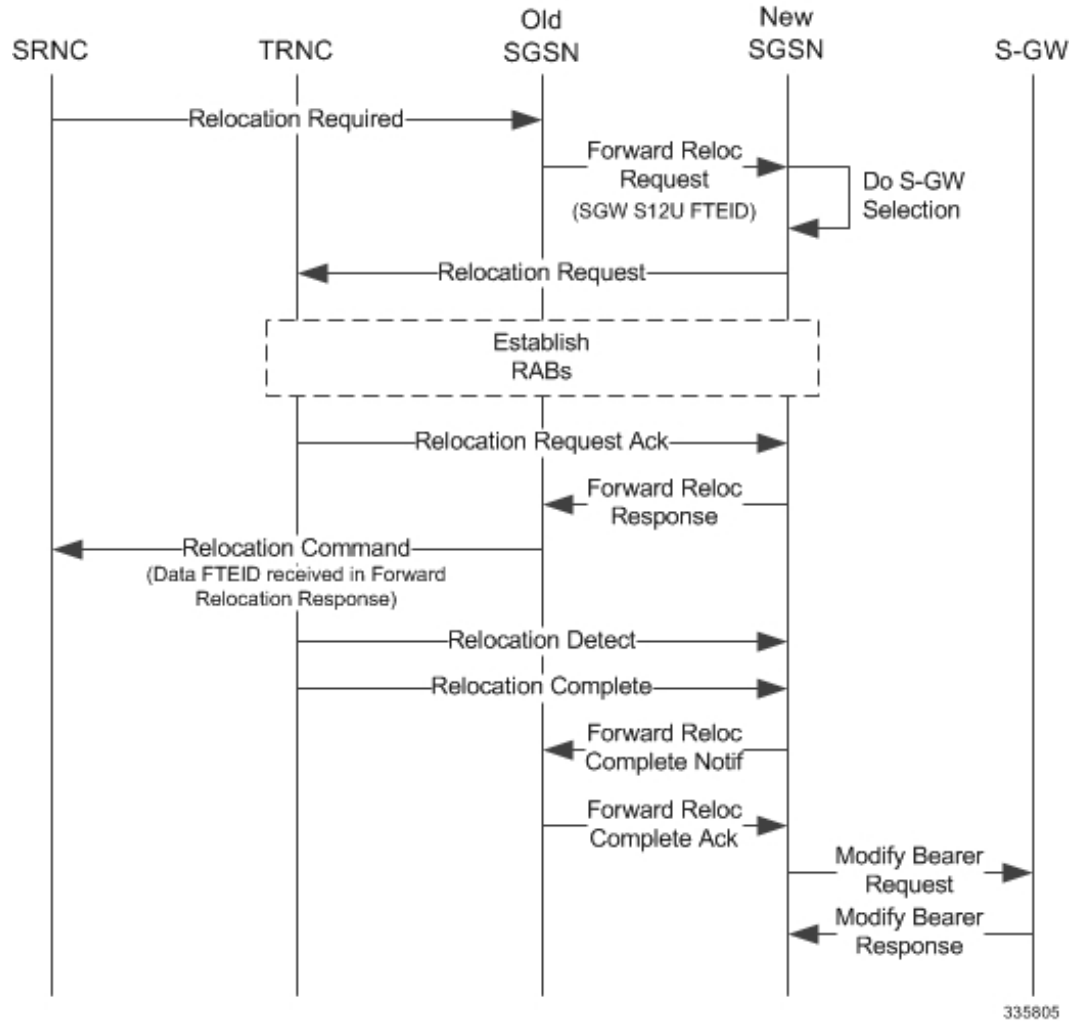 Old
New
SRNC
TRNC
SGSN
SGSN
S-GW
Relocation Required
Forward Reloc
Request
(SGW S12U FTEID)
Do S-GW
Selection
Relocation Request
Establish
RABs
Relocation Request Ack
Forward Reloc
Response
Relocation Command
(Data FTEID received in Forward
Relocation Response)
Relocation Detect
Relocation Complete
Forward Reloc
Complete Notif
Forward Reloc
Complete Ack
Modify Bearer
Request
Modify Bearer
Response
335805